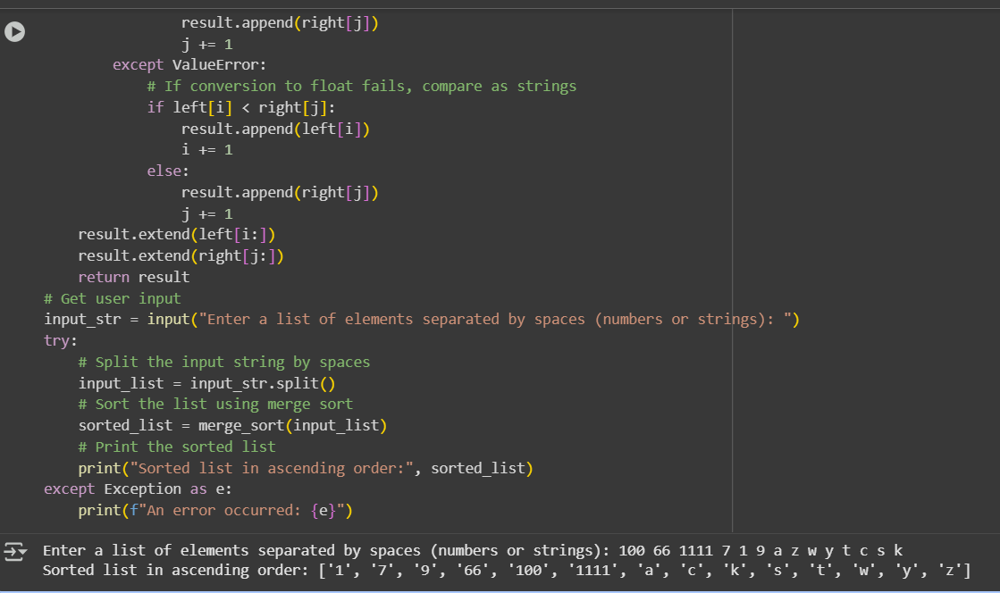 result.append(right[j])
                j += 1
        except ValueError:
            # If conversion to float fails, compare as strings
            if left[i] < right[j]:
                result.append(left[i])
                i += 1
            else:
                result.append(right[j])
                j += 1
    result.extend(left[i:])
    result.extend(right[j:])
    return result
# Get user input
input_str = input("Enter a list of elements separated by spaces (numbers or strings): ")
try:
    # Split the input string by spaces
    input_list = input_str.split()
    # Sort the list using merge sort
    sorted_list = merge_sort(input_list)
    # Print the sorted list
    print("Sorted list in ascending order:", sorted_list)
except Exception as e:
    print(f"An error occurred: {e}")
Enter a list of elements separated by spaces (numbers or strings): 100 66 1111 7 1 9 a z w y t c s k
Sorted list in ascending order: ['1', '7', '9', '66', '100', '1111', 'a', 'c', 'k', 's', 't', 'w', 'y', 'z']